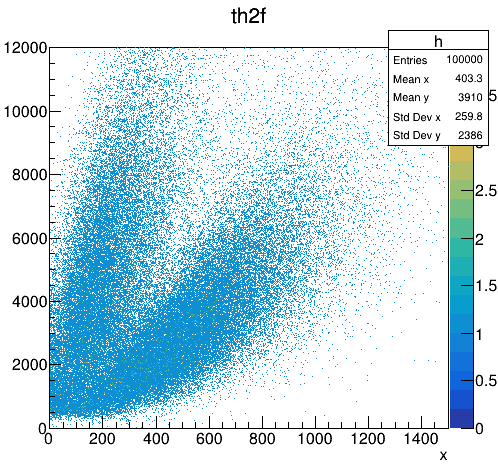 th2f
h
Entries 100000
Mean x 403.3
Mean y 3910
Std Dev x 259.8
Std Dev y 2386
12000
10000
8000
6000
4000
2000
0
0 200 400 600 800 1000 1200 1400
x
2.5
2
1.5
1
0.5
0